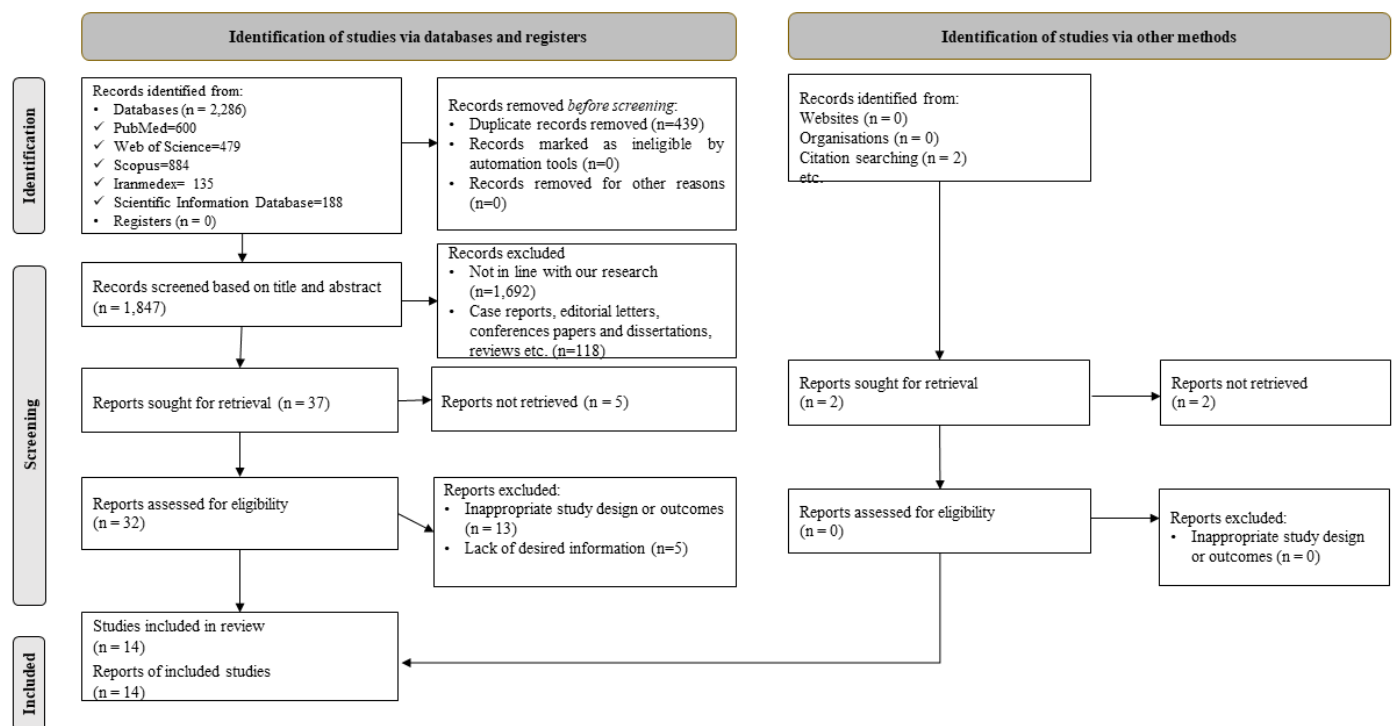 Identification of studies via databases and registers
Identification of studies via other methods
Identification
Records identified from:
• Databases (n = 2,286)
✓ PubMed=600
✓ Web of Science=479
✓ Scopus=884
✓ Iranmedex= 135
✓ Scientific Information Database=188
• Registers (n = 0)
Records removed before screening:
• Duplicate records removed (n=439)
• Records marked as ineligible by
automation tools (n=0)
• Records removed for other reasons
(n=0)
Records identified from:
Websites (n = 0)
Organisations (n = 0)
Citation searching (n = 2)
etc.
Screening
Records screened based on title and abstract
(n = 1,847)
Records excluded
• Not in line with our research
(n=1,692)
• Case reports, editorial letters,
conferences papers and dissertations,
reviews etc. (n=118)
Reports sought for retrieval (n = 37)
Reports not retrieved (n = 5)
Reports sought for retrieval
(n = 2)
Reports not retrieved
(n = 2)
Reports assessed for eligibility
(n = 32)
Reports excluded:
• Inappropriate study design or outcomes
(n = 13)
• Lack of desired information (n=5)
Reports assessed for eligibility
(n = 0)
Reports excluded:
• Inappropriate study design
or outcomes (n = 0)
Included
Studies included in review
(n = 14)
Reports of included studies
(n = 14)